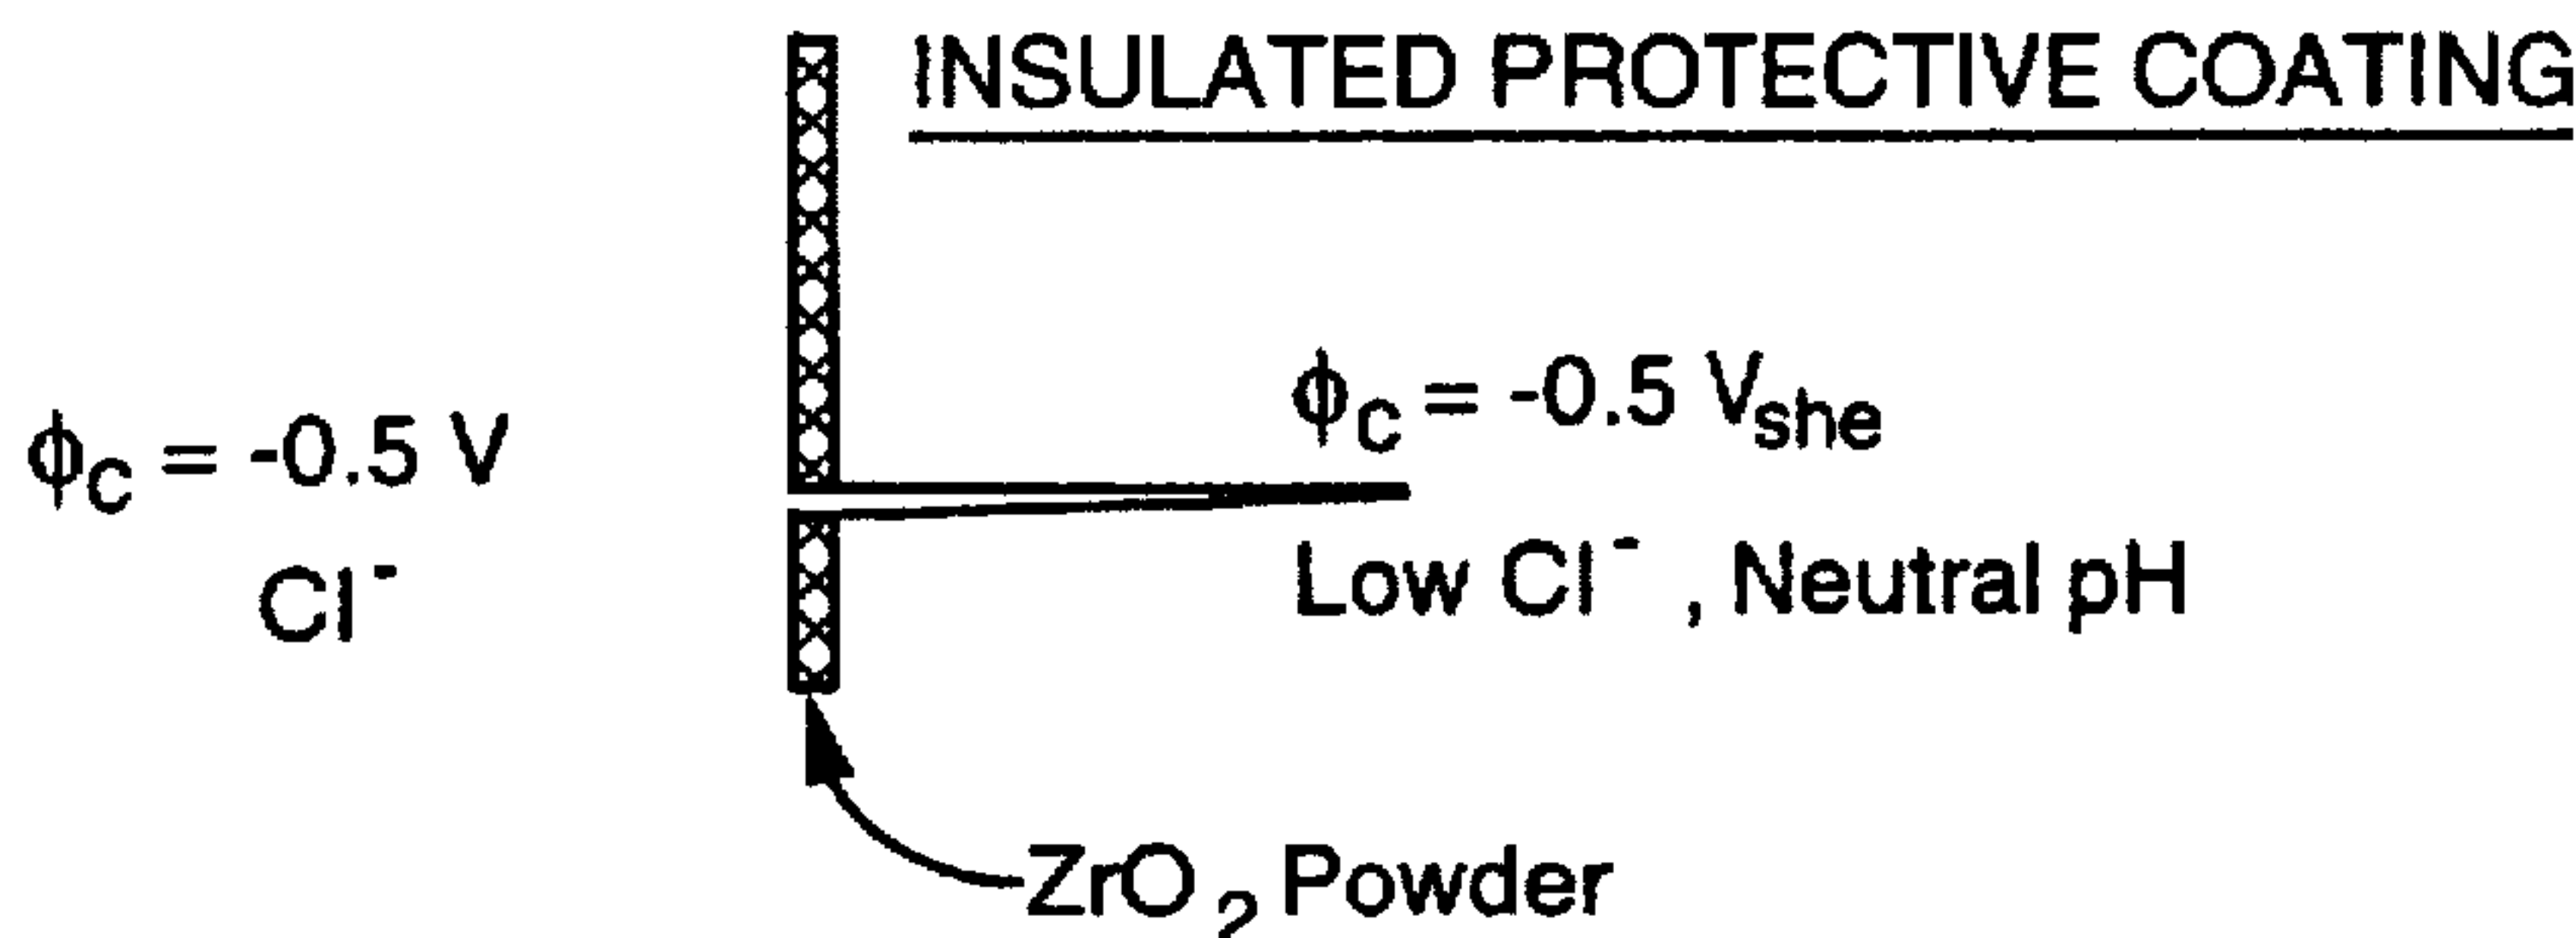 INSULATED PROTECTIVE COATING
ϕc = -0.5 Vshe
ϕc = -0.5 V
Cl-
Low Cl- , Neutral pH
ZrO2 Powder